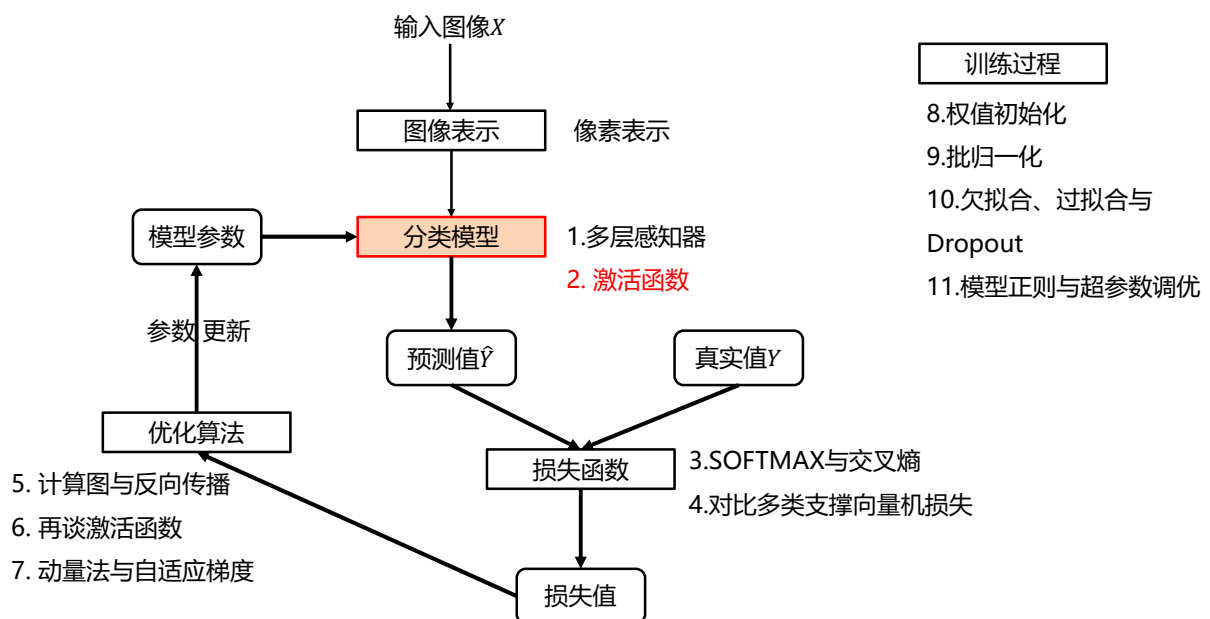 输入图像X
训练过程
图像表示
像素表示
8.权值初始化
9.批归一化
10.欠拟合、过拟合与
Dropout
11.模型正则与超参数调优
模型参数
分类模型
1.多层感知器
2. 激活函数
参数 更新
预测值Ŷ
真实值Y
优化算法
损失函数
3.SOFTMAX与交叉熵
4.对比多类支撑向量机损失
5. 计算图与反向传播
6. 再谈激活函数
7. 动量法与自适应梯度
损失值